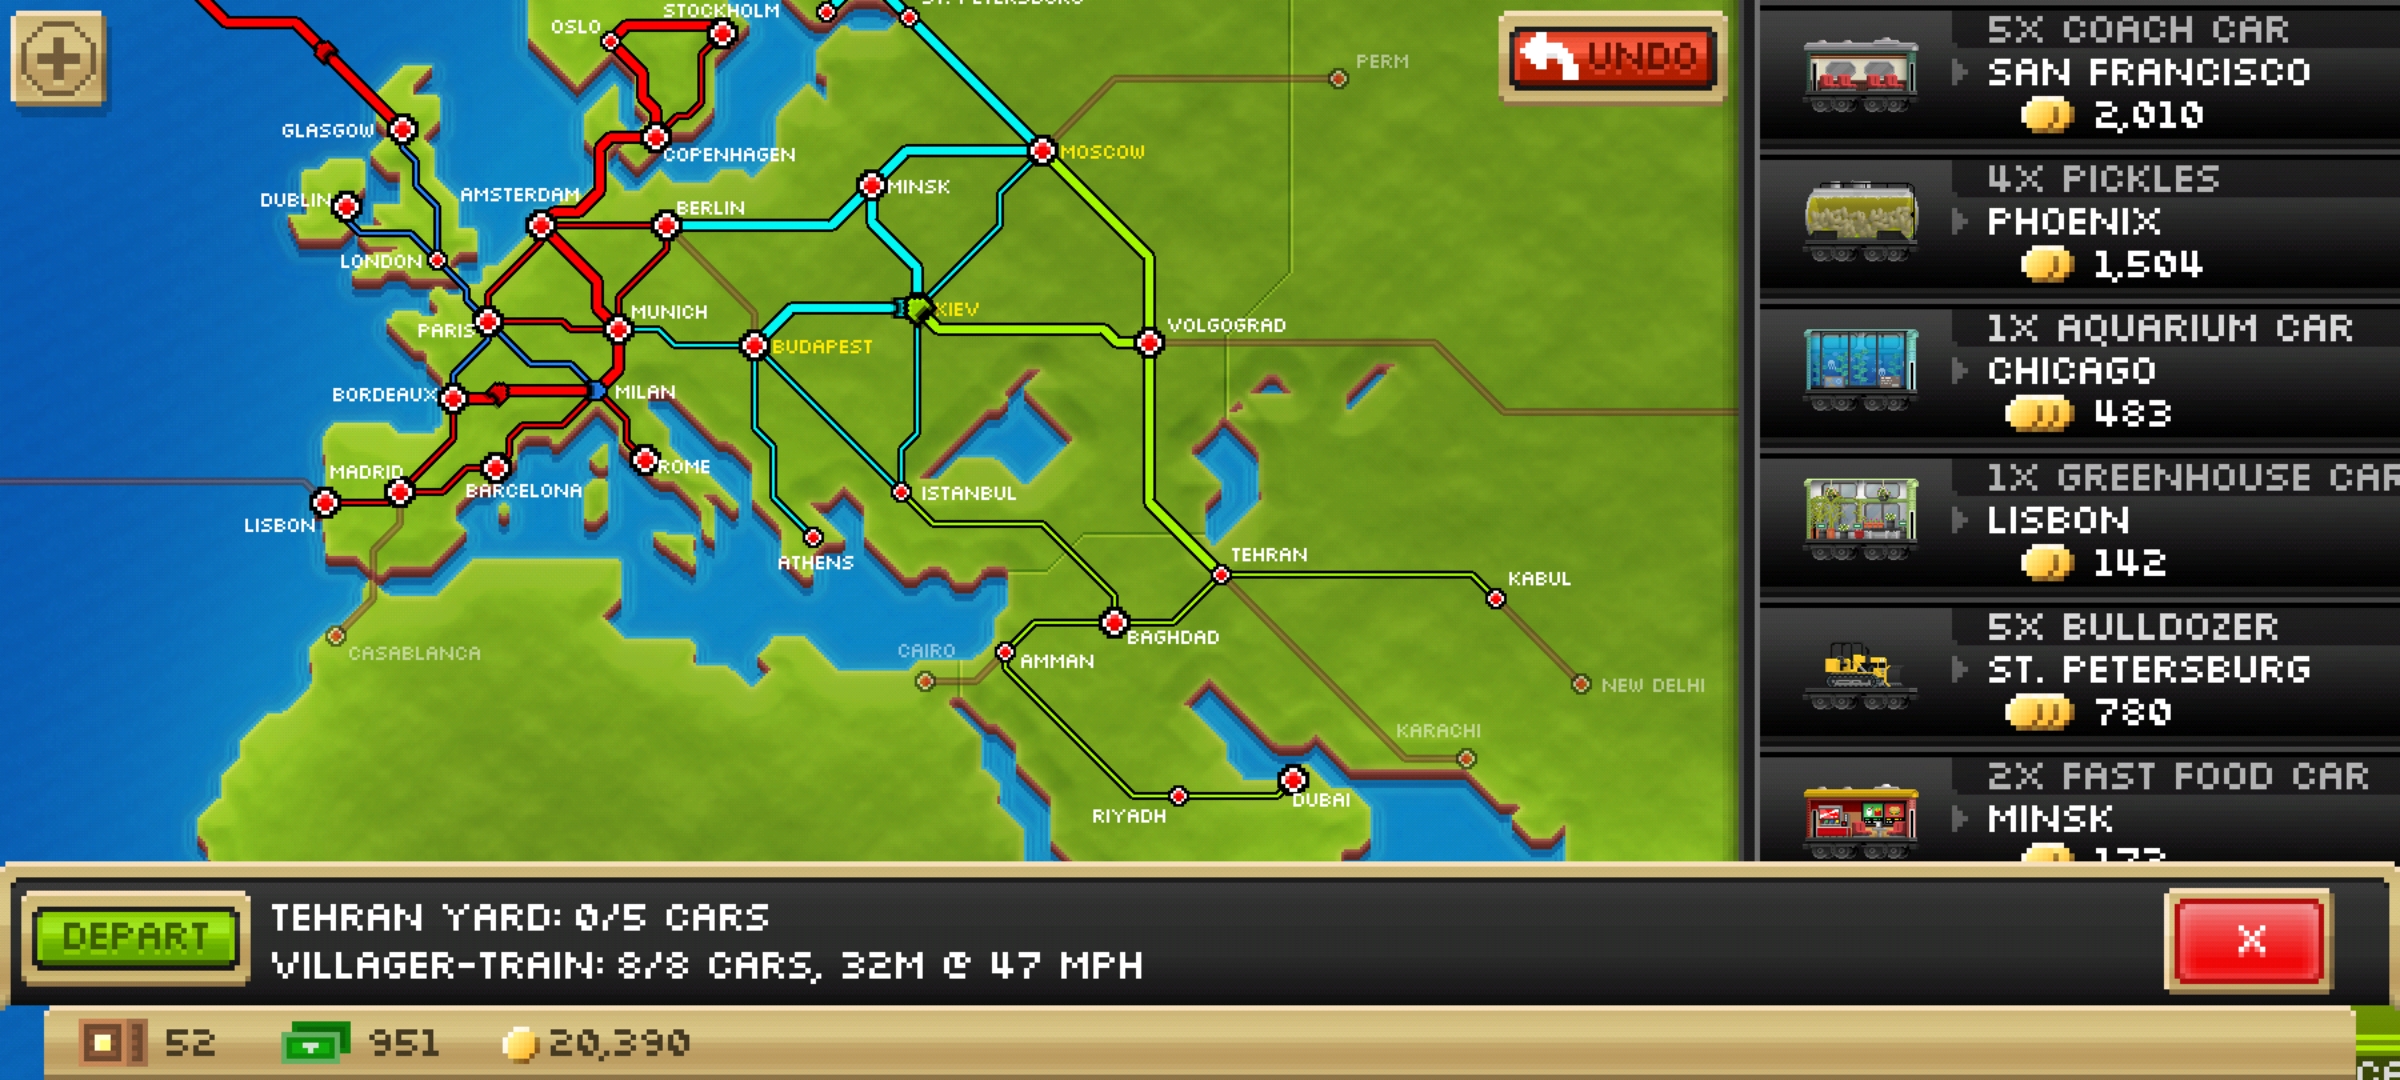 STOCKHOLM
OSLO
PERM
UNDO
GLASGOW
COPENHAGEN
MOSCOW
DUBLIN
AMSTERDAM
MINSK
BERLIN
LONDON
PARIS
MUNICH
KIEV
VOLGOGRAD
BUDAPEST
BORDEAUX
MILAN
MADRID
ROME
BARCELONA
ISTANBUL
LISBON
ATHENS
TEHRAN
KABUL
CASABLANCA
CAIRO
BAGHDAD
AMMAN
NEW DELHI
KARACHI
RIYADH
DUBAI
5X COACH CAR
SAN FRANCISCO
2,010
4X PICKLES
PHOENIX
1,504
1X AQUARIUM CAR
CHICAGO
483
1X GREENHOUSE CAR
LISBON
142
5X BULLDOZER
ST. PETERSBURG
780
2X FAST FOOD CAR
MINSK
DEPART
TEHRAN YARD: 0/5 CARS
VILLAGER-TRAIN: 8/8 CARS, 32M @ 47 MPH
X
52
951
20,390